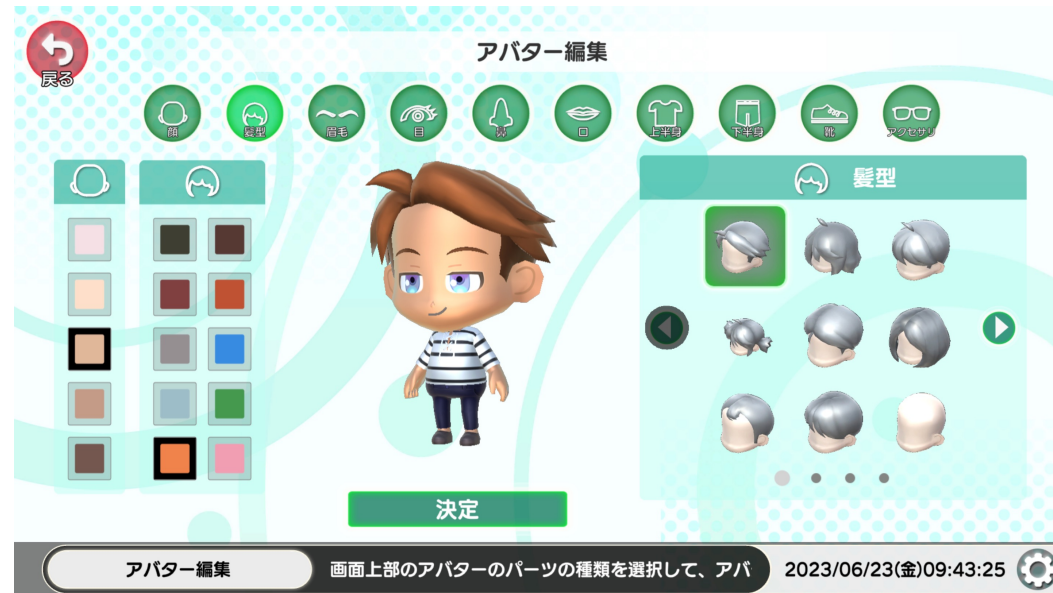 アバター編集
戻る
顔
髪型
眉毛
目
鼻
口
上半身
下半身
靴
アクセサリ
髪型
決定
アバター編集
画面上部のアバターのパーツの種類を選択して、アバ
2023/06/23(金)09:43:25